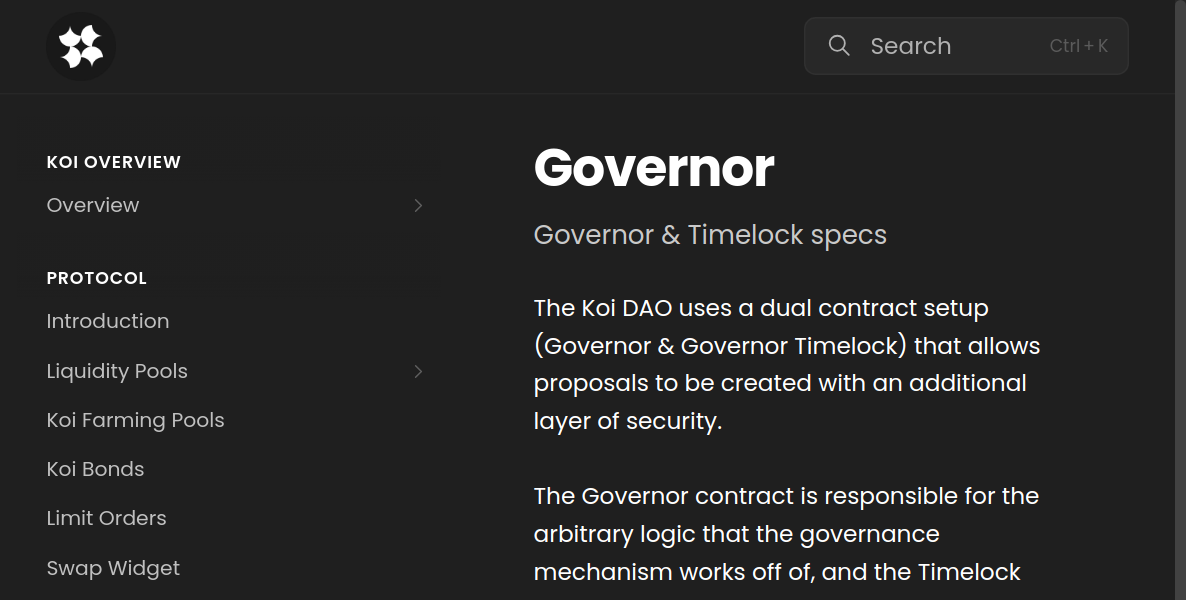 Search
Ctrl + K
KOI OVERVIEW
Overview
PROTOCOL
Introduction
Liquidity Pools
Koi Farming Pools
Koi Bonds
Limit Orders
Swap Widget
Governor
Governor & Timelock specs
The Koi DAO uses a dual contract setup
(Governor & Governor Timelock) that allows
proposals to be created with an additional
layer of security.
The Governor contract is responsible for the
arbitrary logic that the governance
mechanism works off of, and the Timelock